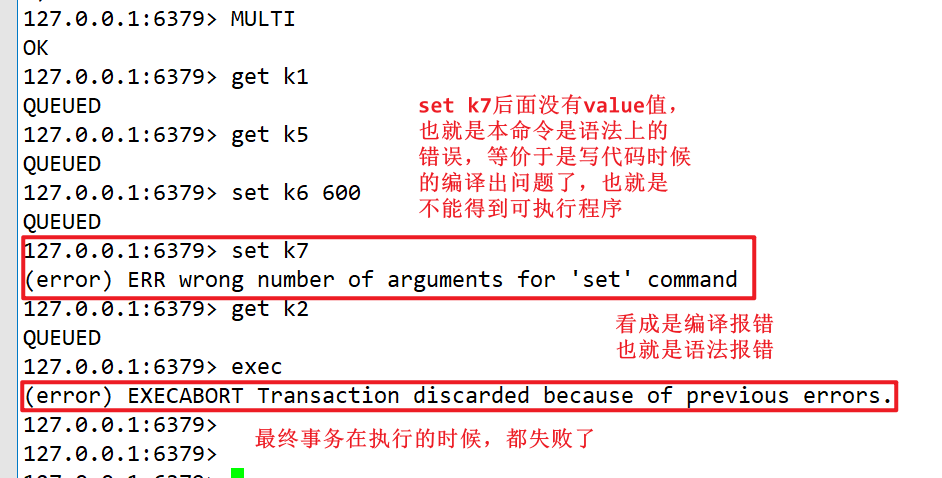 127.0.0.1:6379> MULTI
OK
127.0.0.1:6379> get k1
QUEUED
127.0.0.1:6379> get k5
QUEUED
127.0.0.1:6379> set k6 600
QUEUED
set k7后面没有value值，
也就是本命令是语法上的
错误，等价于是写代码时候
的编译出问题了，也就是
不能得到可执行程序
127.0.0.1:6379> set k7
(error) ERR wrong number of arguments for 'set' command
127.0.0.1:6379> get k2
QUEUED
看成是编译报错
也就是语法报错
127.0.0.1:6379> exec
(error) EXECABORT Transaction discarded because of previous errors.
127.0.0.1:6379>
最终事务在执行的时候，都失败了
127.0.0.1:6379>
127.0.0.1:6379>